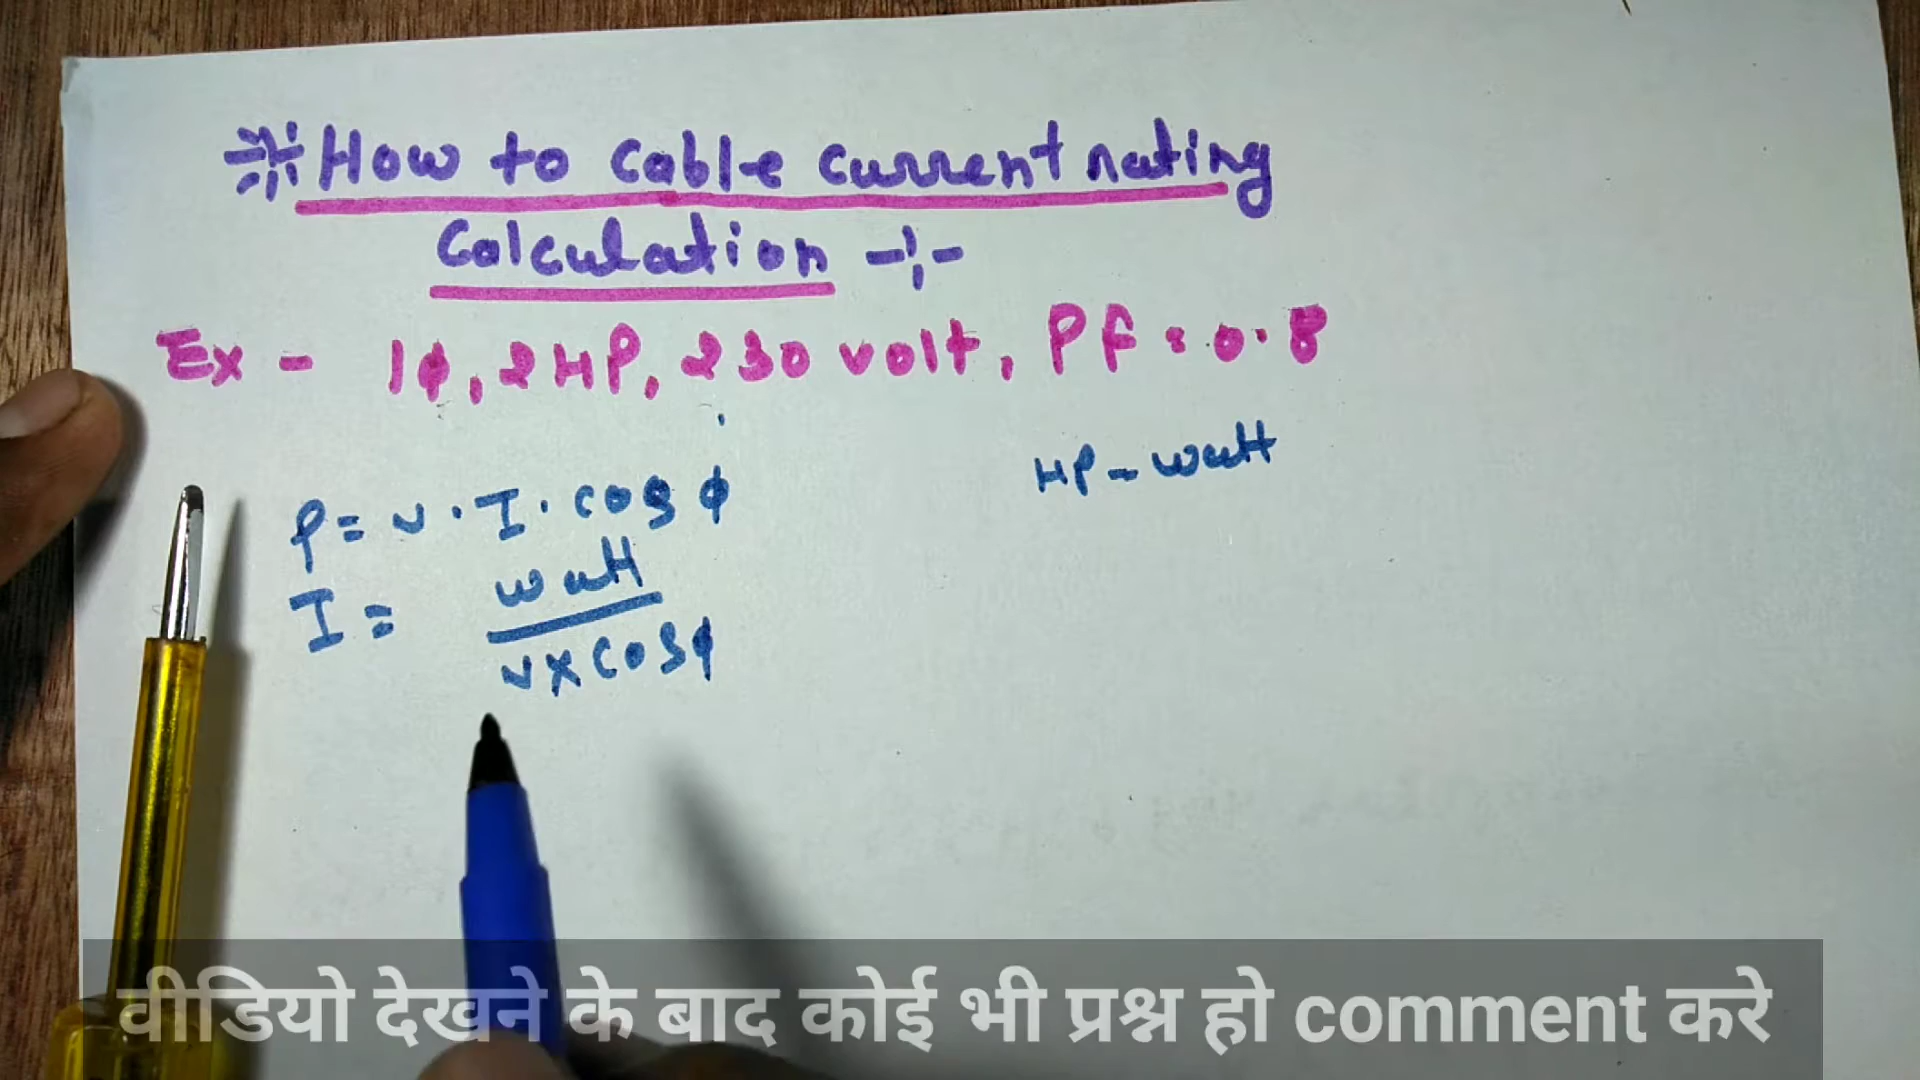 How to cable current rating
Calculation
Ex - 1ϕ, 2HP, 230 volt, PF = 0.8
P = v · I · cos ϕ
HP - watt
I = watt / v x cosϕ
वीडियो देखने के बाद कोई भी प्रश्न हो comment करे